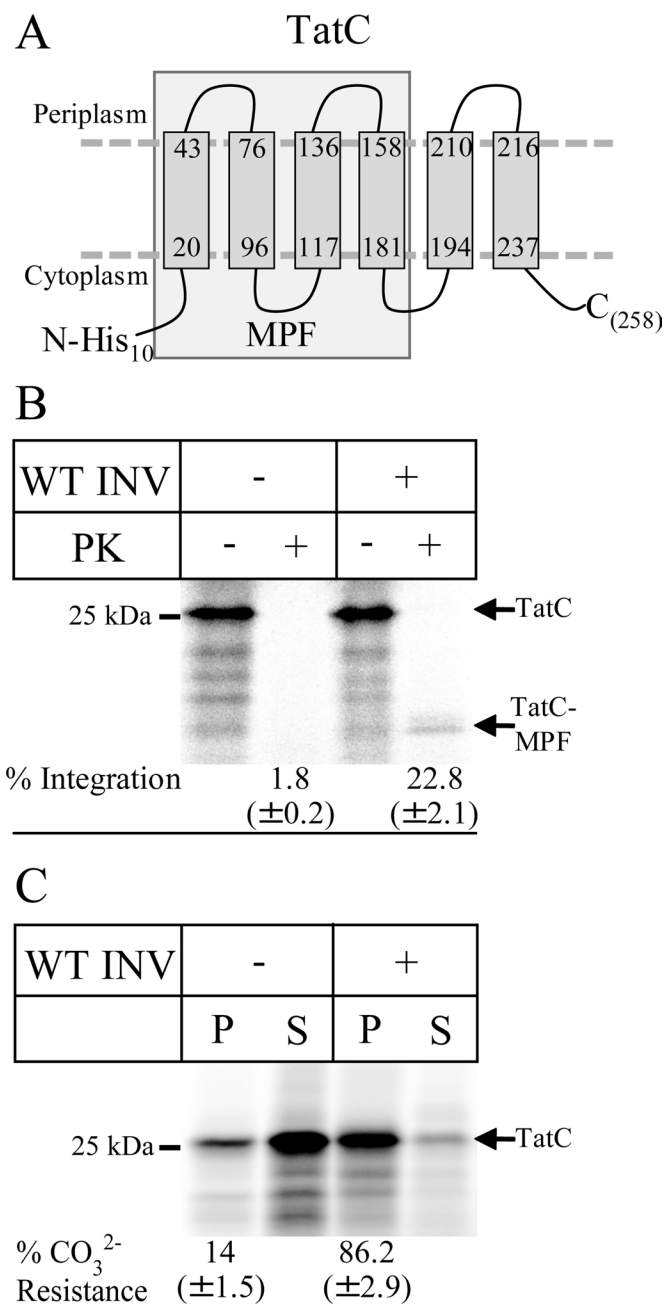 A
TatC
Periplasm
43 76 136 158 210 216
20 96 117 181 194 237
Cytoplasm
N-His10
MPF
C(258)
B
WT INV - +
PK - + - +
25 kDa
TatC
TatC-
MPF
% Integration 1.8 22.8
(±0.2) (±2.1)
C
WT INV - +
P S P S
25 kDa
TatC
% CO3 2- 14 86.2
Resistance (±1.5) (±2.9)